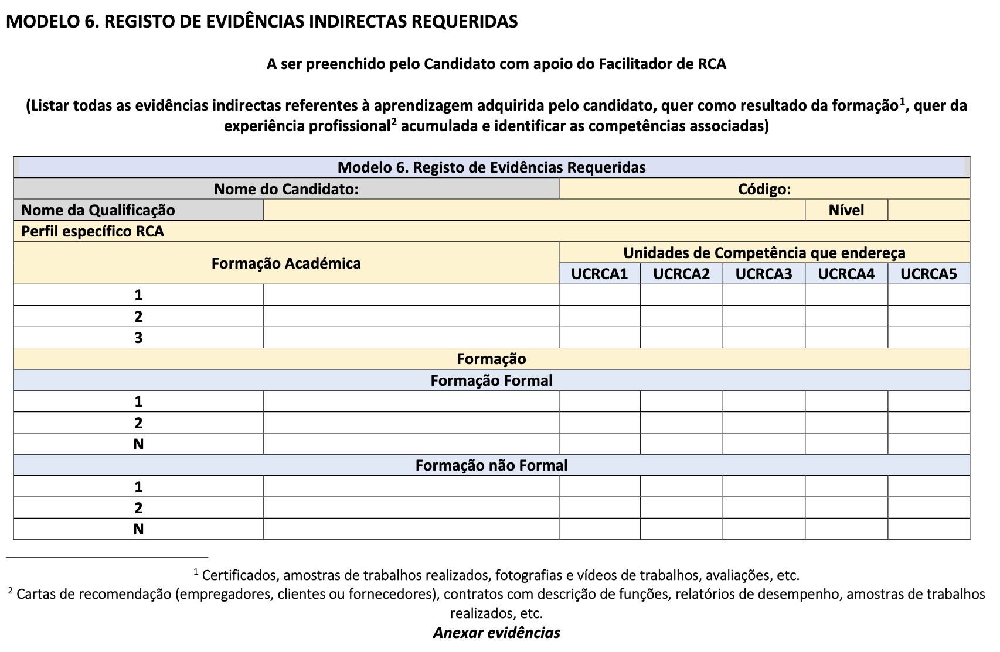 MODELO 6. REGISTO DE EVIDÊNCIAS INDIRECTAS REQUERIDAS
A ser preenchido pelo Candidato com apoio do Facilitador de RCA
(Listar todas as evidências indirectas referentes à aprendizagem adquirida pelo candidato, quer como resultado da formação¹, quer da
experiência profissional² acumulada e identificar as competências associadas)
Modelo 6. Registo de Evidências Requeridas
Nome do Candidato: Código:
Nome da Qualificação Nível
Perfil específico RCA
Formação Académica
Unidades de Competência que endereça
UCRCA1 UCRCA2 UCRCA3 UCRCA4 UCRCA5
1
2
3
Formação
Formação Formal
1
2
N
Formação não Formal
1
2
N
¹ Certificados, amostras de trabalhos realizados, fotografias e vídeos de trabalhos, avaliações, etc.
² Cartas de recomendação (empregadores, clientes ou fornecedores), contratos com descrição de funções, relatórios de desempenho, amostras de trabalhos
realizados, etc.
Anexar evidências